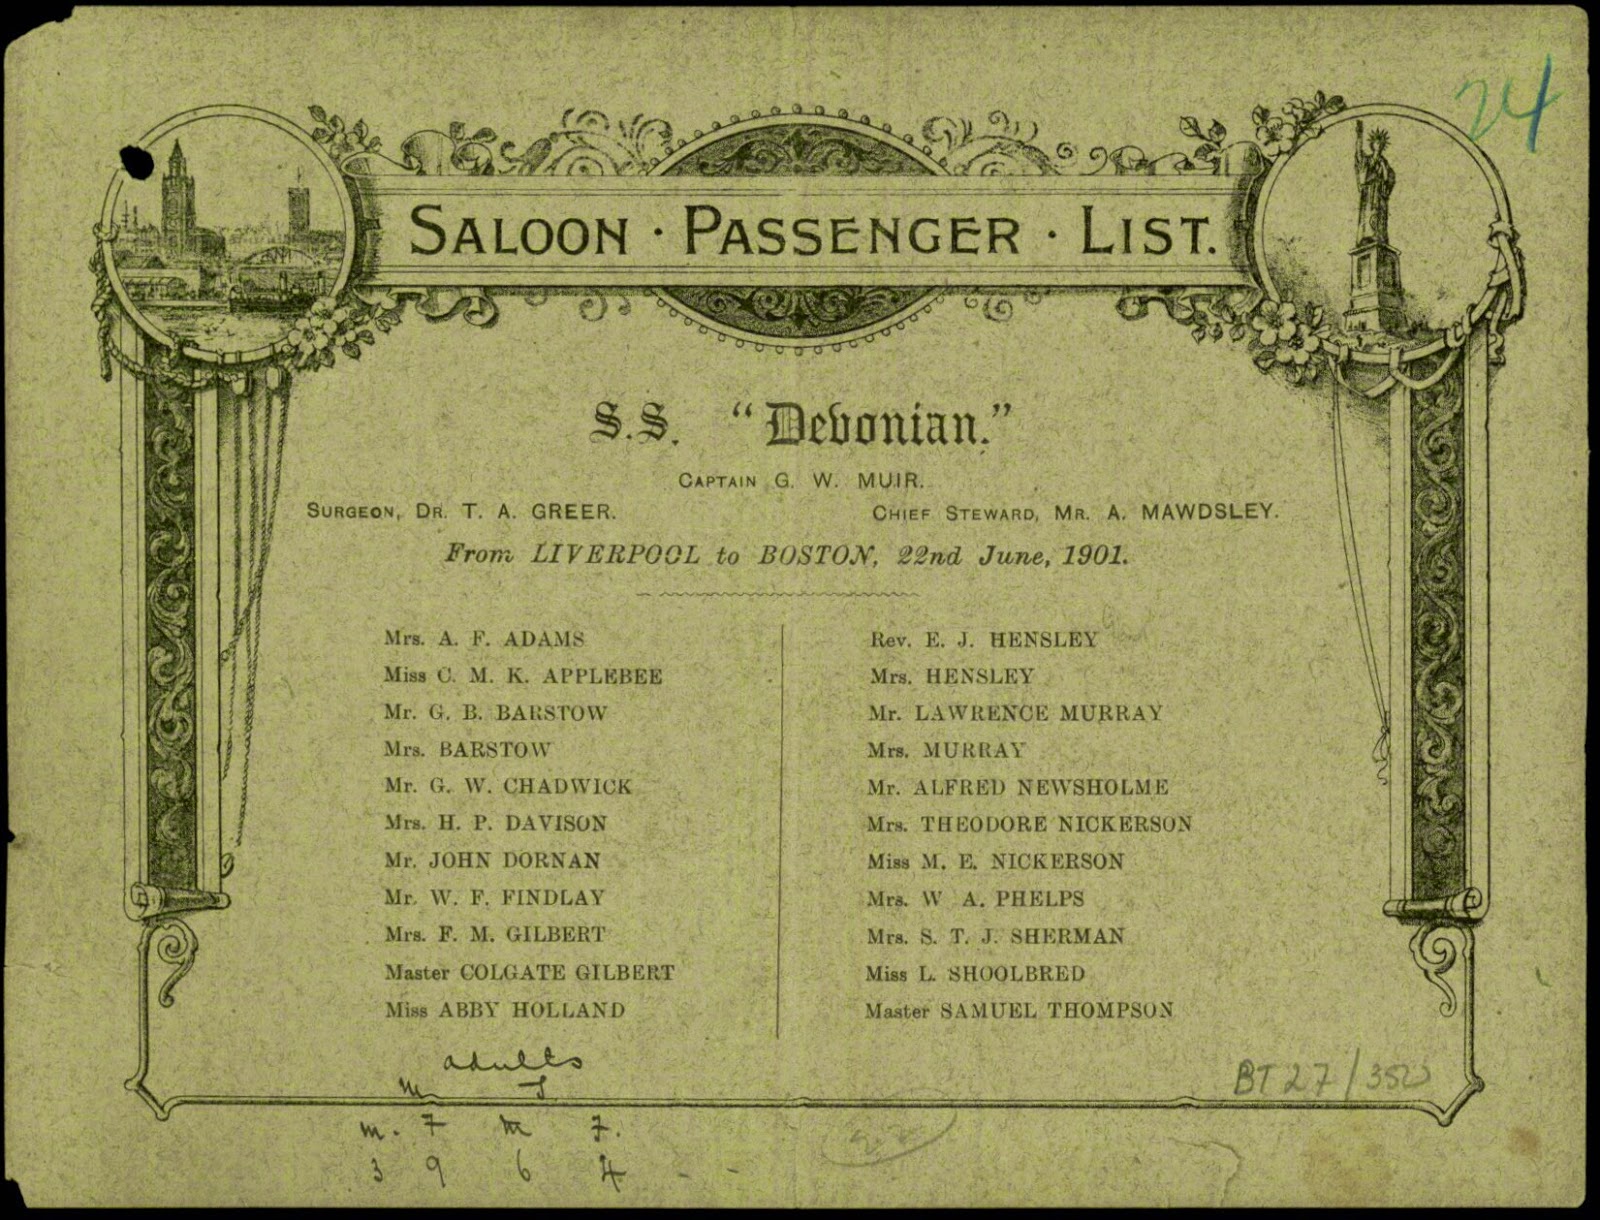 24
SALOON · PASSENGER · LIST.
S.S. "Devonian."
CAPTAIN G. W. MUIR.
SURGEON, DR. T. A. GREER.
CHIEF STEWARD, MR. A. MAWDSLEY.
From LIVERPOOL to BOSTON, 22nd June, 1901.
Mrs. A. F. ADAMS
Miss C. M. K. APPLEBEE
Mr. G. B. BARSTOW
Mrs. BARSTOW
Mr. G. W. CHADWICK
Mrs. H. P. DAVISON
Mr. JOHN DORNAN
Mr. W. F. FINDLAY
Mrs. F. M. GILBERT
Master COLGATE GILBERT
Miss ABBY HOLLAND
Rev. E. J. HENSLEY
Mrs. HENSLEY
Mr. LAWRENCE MURRAY
Mrs. MURRAY
Mr. ALFRED NEWSHOLME
Mrs. THEODORE NICKERSON
Miss M. E. NICKERSON
Mrs. W A. PHELPS
Mrs. S. T. J. SHERMAN
Miss L. SHOOLBRED
Master SAMUEL THOMPSON
adults
m S
m. 7 m 7.
3 9 6 4 - -
BT 27/350